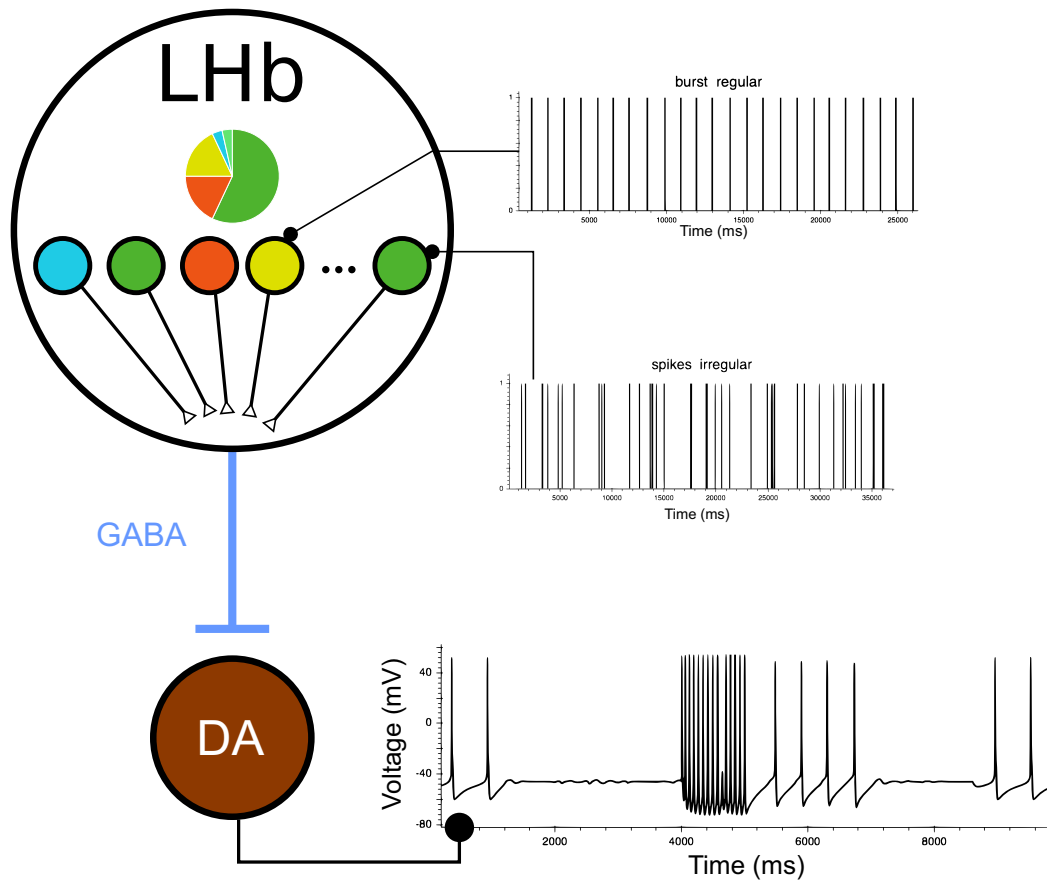 LHb
burst regular
1
0
5000 10000 15000 20000 25000
Time (ms)
spikes irregular
1
0
5000 10000 15000 20000 25000 30000 35000
Time (ms)
GABA
DA
Voltage (mV)
40
0
-40
-80
2000 4000 6000 8000
Time (ms)